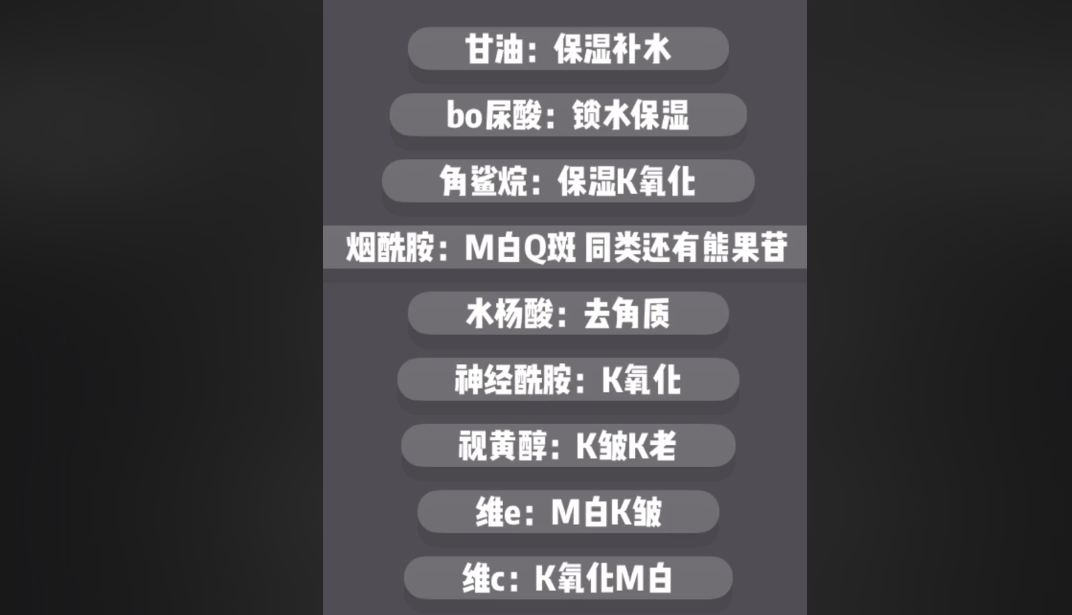 甘油：保湿补水
bo尿酸：锁水保湿
角鲨烷：保湿K氧化
烟酰胺：M白Q斑 同类还有熊果苷
水杨酸：去角质
神经酰胺：K氧化
视黄醇：K皱K老
维e：M白K皱
维c：K氧化M白